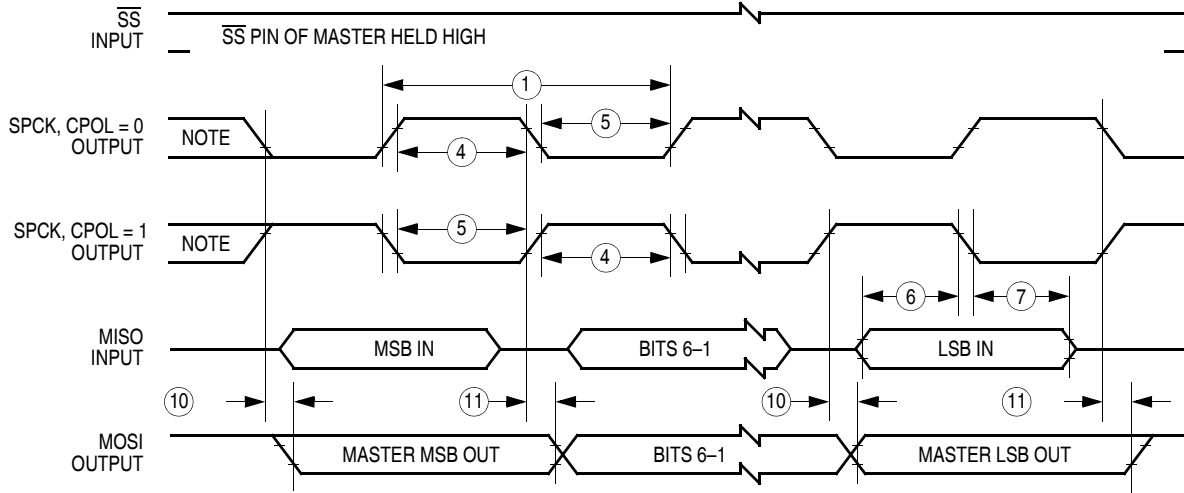 SS
INPUT
SS PIN OF MASTER HELD HIGH
1
SPCK, CPOL = 0
OUTPUT
NOTE
5
4
SPCK, CPOL = 1
OUTPUT
NOTE
5
4
6
7
MISO
INPUT
MSB IN
BITS 6–1
LSB IN
10
11
10
11
MOSI
OUTPUT
MASTER MSB OUT
BITS 6–1
MASTER LSB OUT